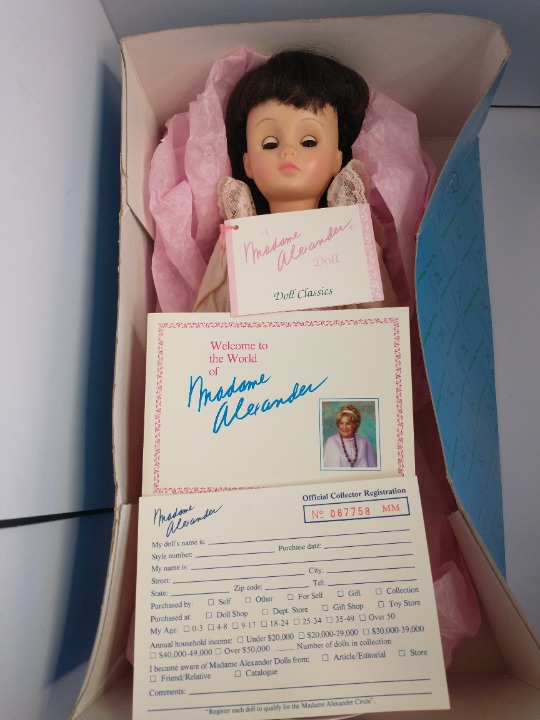 A
Madame
Alexander®
Doll
Doll Classics
Welcome to
the World
of
Madame
Alexander
Madame
Alexander
Official Collector Registration
Nº 087758 MM
My doll's name is:
Style number: Purchase date:
My name is:
Street: City:
State: Zip code: Tel:
Purchased by: □ Self □ Other □ For Self □ Gift □ Collection
Purchased at: □ Doll Shop □ Dept. Store □ Gift Shop □ Toy Store
My Age: □ 0-3 □ 4-8 □ 9-17 □ 18-24 □ 25-34 □ 35-49 □ Over 50
Annual household income: □ Under $20,000 □ $20,000-29,000 □ $30,000-39,000
□ $40,000-49,000 □ Over $50,000 Number of dolls in collection
I became aware of Madame Alexander Dolls from: □ Article/Editorial □ Store
□ Friend/Relative □ Catalogue
Comments:
"Register each doll to qualify for the Madame Alexander Circle"